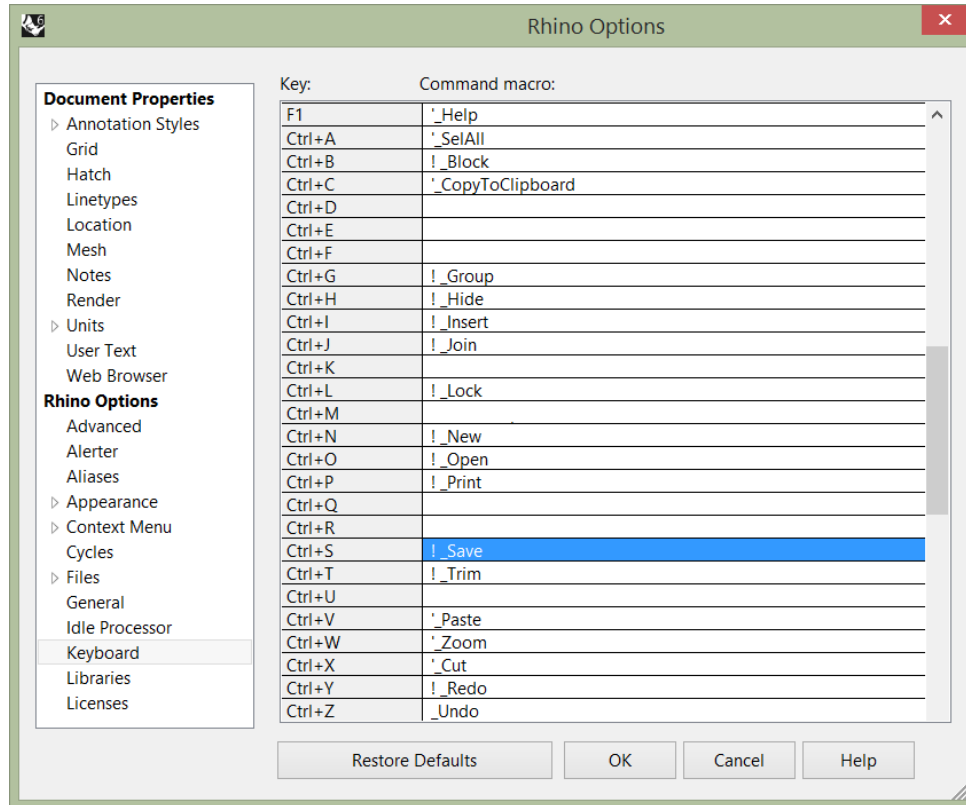 6
Rhino Options
Document Properties
Annotation Styles
Grid
Hatch
Linetypes
Location
Mesh
Notes
Render
Units
User Text
Web Browser
Rhino Options
Advanced
Alerter
Aliases
Appearance
Context Menu
Cycles
Files
General
Idle Processor
Keyboard
Libraries
Licenses
Key: Command macro:
F1 '_Help
Ctrl+A '_SelAll
Ctrl+B ! _Block
Ctrl+C '_CopyToClipboard
Ctrl+D
Ctrl+E
Ctrl+F
Ctrl+G ! _Group
Ctrl+H ! _Hide
Ctrl+I ! _Insert
Ctrl+J ! _Join
Ctrl+K
Ctrl+L ! _Lock
Ctrl+M
Ctrl+N ! _New
Ctrl+O ! _Open
Ctrl+P ! _Print
Ctrl+Q
Ctrl+R
Ctrl+S ! _Save
Ctrl+T ! _Trim
Ctrl+U
Ctrl+V '_Paste
Ctrl+W '_Zoom
Ctrl+X '_Cut
Ctrl+Y ! _Redo
Ctrl+Z _Undo
Restore Defaults OK Cancel Help